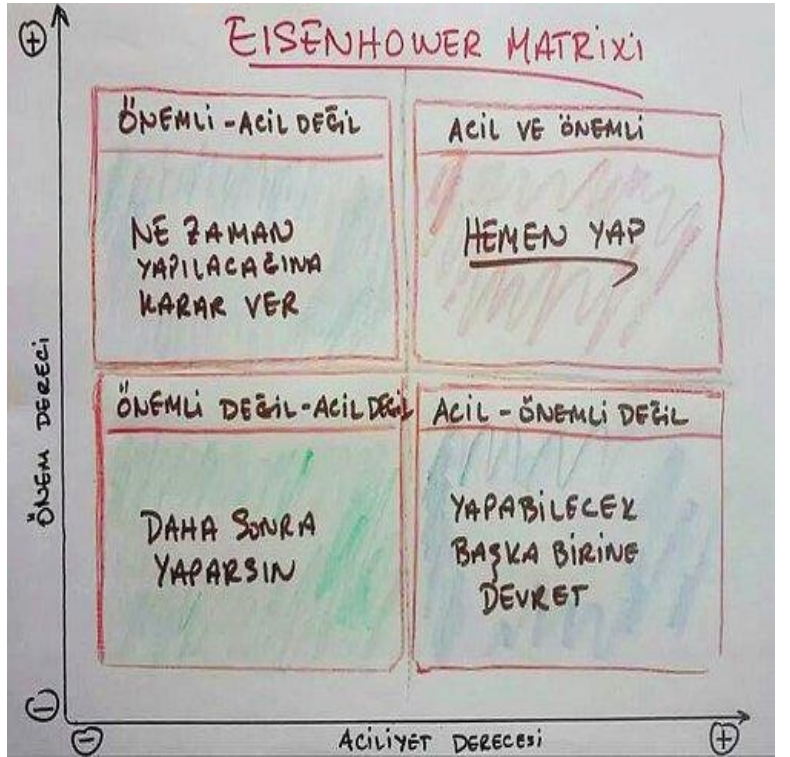 EISENHOWER MATRIXİ
ÖNEMLİ - ACİL DEĞİL
NE ZAMAN
YAPILACAĞINA
KARAR VER
ACİL VE ÖNEMLİ
HEMEN YAP
ÖNEMLİ DEĞİL - ACİL DEĞİL
DAHA SONRA
YAPARSIN
ACİL - ÖNEMLİ DEĞİL
YAPABİLECEK
BAŞKA BİRİNE
DEVRET
ÖNEM DERECİ
ACİLİYET DERECESİ
+
-
-
+